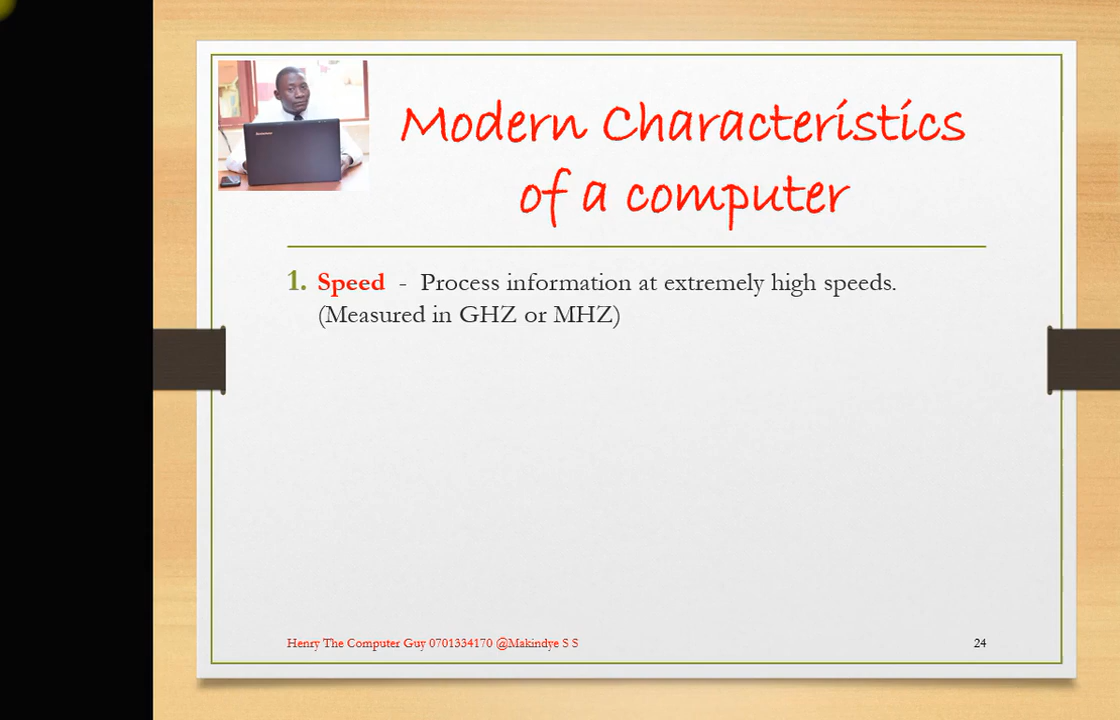 Modern Characteristics
of a computer
1. Speed - Process information at extremely high speeds.
(Measured in GHZ or MHZ)
Henry The Computer Guy 0701334170 @Makindye S S
24